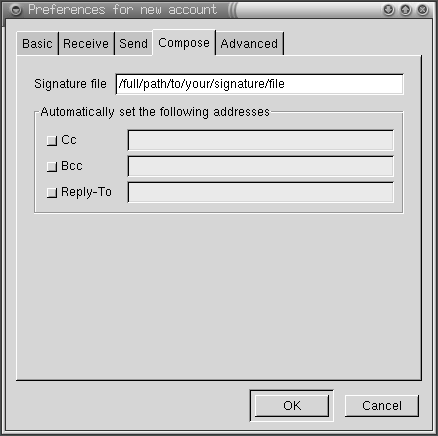 Preferences for new account
Basic Receive Send Compose Advanced
Signature file /full/path/to/your/signature/file
Automatically set the following addresses
Cc
Bcc
Reply-To
OK Cancel